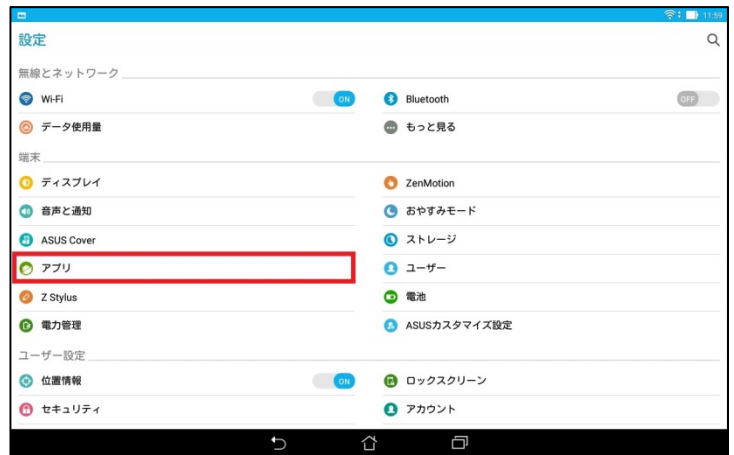 11:59
設定
無線とネットワーク
Wi-Fi ON Bluetooth OFF
データ使用量 もっと見る
端末
ディスプレイ ZenMotion
音声と通知 おやすみモード
ASUS Cover ストレージ
アプリ ユーザー
Z Stylus 電池
電力管理 ASUSカスタマイズ設定
ユーザー設定
位置情報 ON ロックスクリーン
セキュリティ アカウント